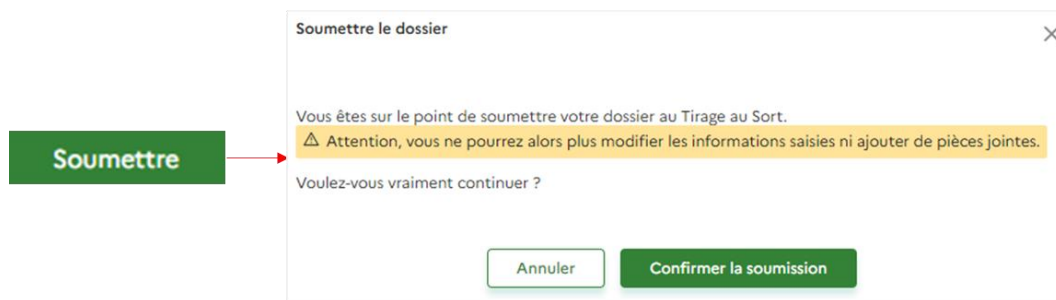 Soumettre le dossier
Vous êtes sur le point de soumettre votre dossier au Tirage au Sort.
⚠ Attention, vous ne pourrez alors plus modifier les informations saisies ni ajouter de pièces jointes.
Soumettre
Voulez-vous vraiment continuer ?
Annuler
Confirmer la soumission